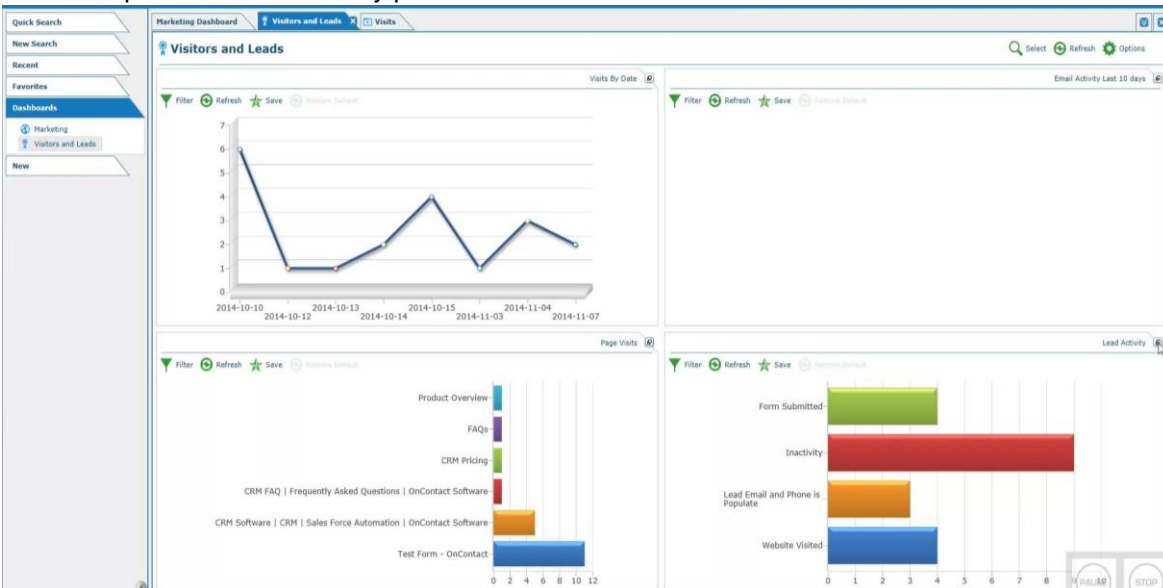 Quick Search
New Search
Recent
Favorites
Dashboards
Marketing
Visitors and Leads
New
Marketing Dashboard
Visitors and Leads X
Visits
Visitors and Leads
Select Refresh Options
Visits By Date
Filter Refresh Save Restore Default
7
6
5
4
3
2
1
0
2014-10-10 2014-10-13 2014-10-15 2014-11-04
2014-10-12 2014-10-14 2014-11-03 2014-11-07
Email Activity Last 10 days
Filter Refresh Save Restore Default
Page Visits
Filter Refresh Save Restore Default
Product Overview
FAQs
CRM Pricing
CRM FAQ | Frequently Asked Questions | OnContact Software
CRM Software | CRM | Sales Force Automation | OnContact Software
Test Form - OnContact
0 2 4 6 8 10 12
Lead Activity
Filter Refresh Save Restore Default
Form Submitted
Inactivity
Lead Email and Phone is
Populate
Website Visited
0 1 2 3 4 5 6 7 8
PAUSE STOP